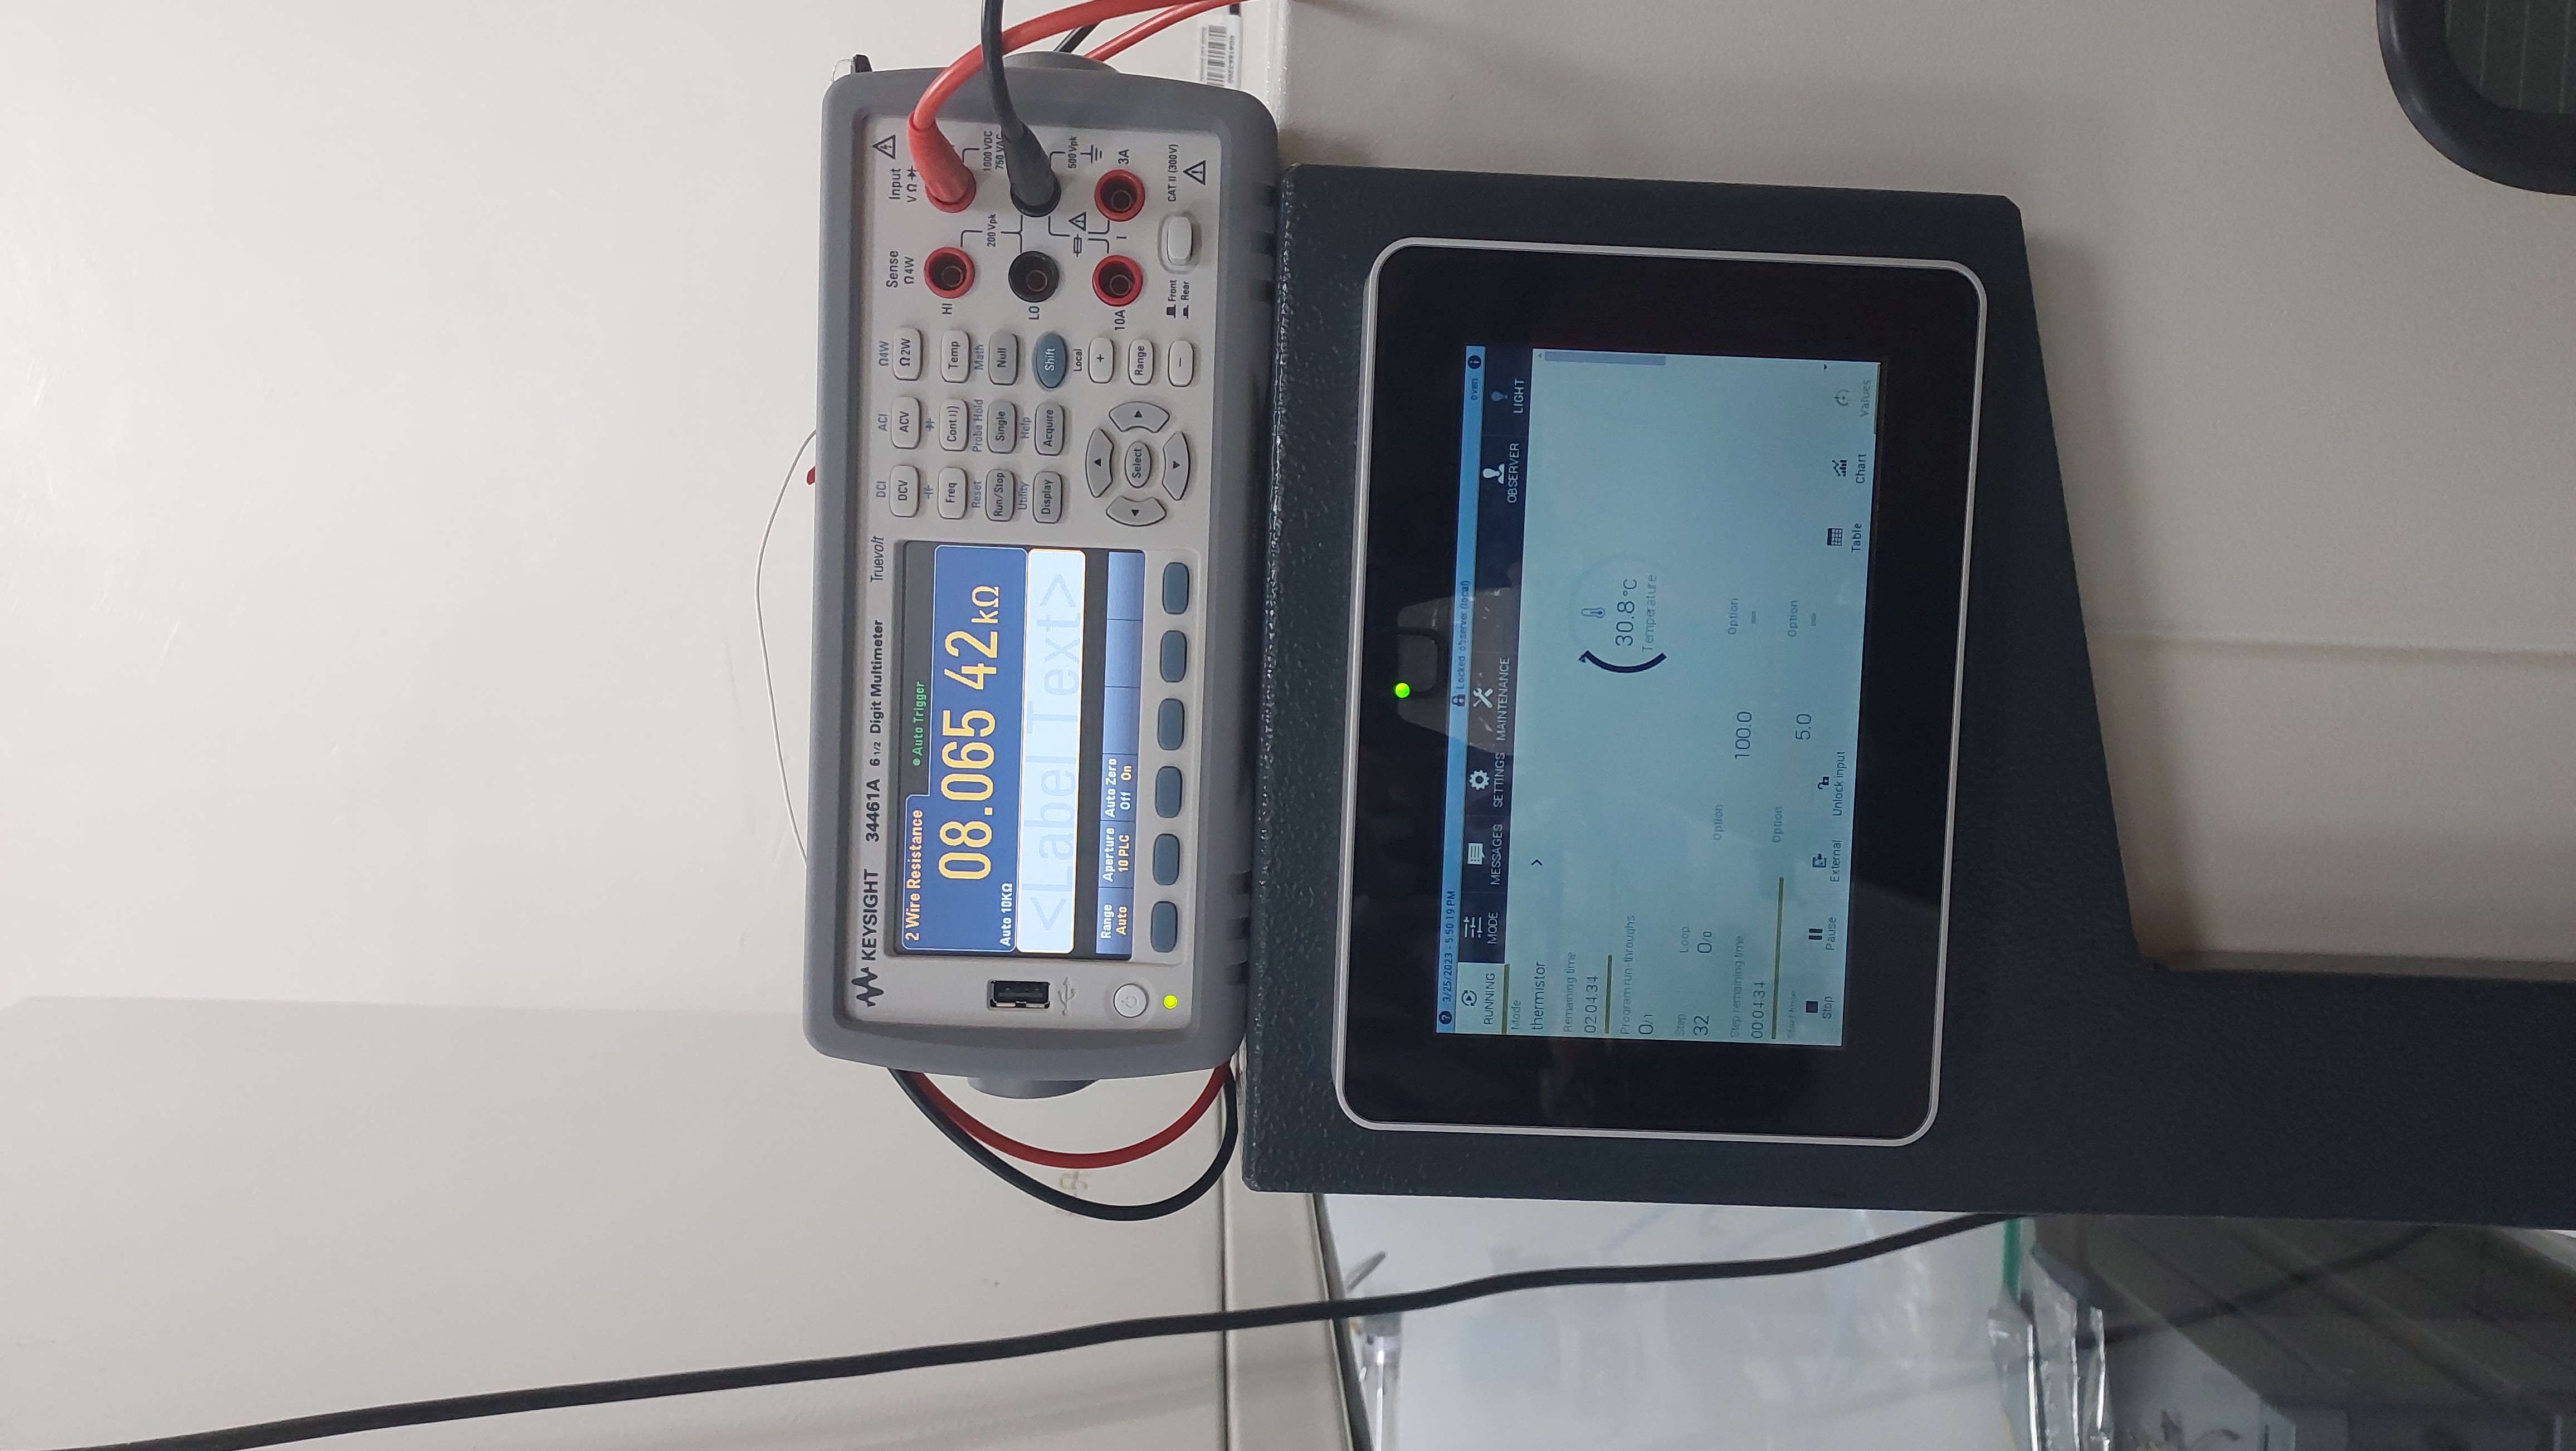 KEYSIGHT 34461A 6 1/2 Digit Multimeter Truevolt
2 Wire Resistance Auto Trigger
08.065 42 kΩ
Auto 10KΩ
<Label Text>
Range Aperture Auto Zero
Auto 10 PLC Off On
DCI ACI Ω4W
DCV ACV Ω2W
Freq Cont Temp
Reset Probe Hold Math
Run/Stop Single Null
Utility Help
Display Acquire Shift
Local
+
Select Range
−
Sense Input
Ω4W VΩ
HI
200 Vpk 1000 VDC
750 VAC
LO
500 Vpk
10A I 3A
Front CAT II (300V)
Rear
3/25/2023 - 5:50:19 PM Locked observer (local) oven
RUNNING MODE MESSAGES SETTINGS MAINTENANCE OBSERVER LIGHT
Mode
thermistor
Remaining time
02:04:34
Program run-throughs
0/1
Step Loop
32 0/0
Step remaining time
00:04:34
30.8 °C
Temperature
Option 100.0 Option
Option 5.0 Option
Stop Pause External Unlock input Table Chart Values